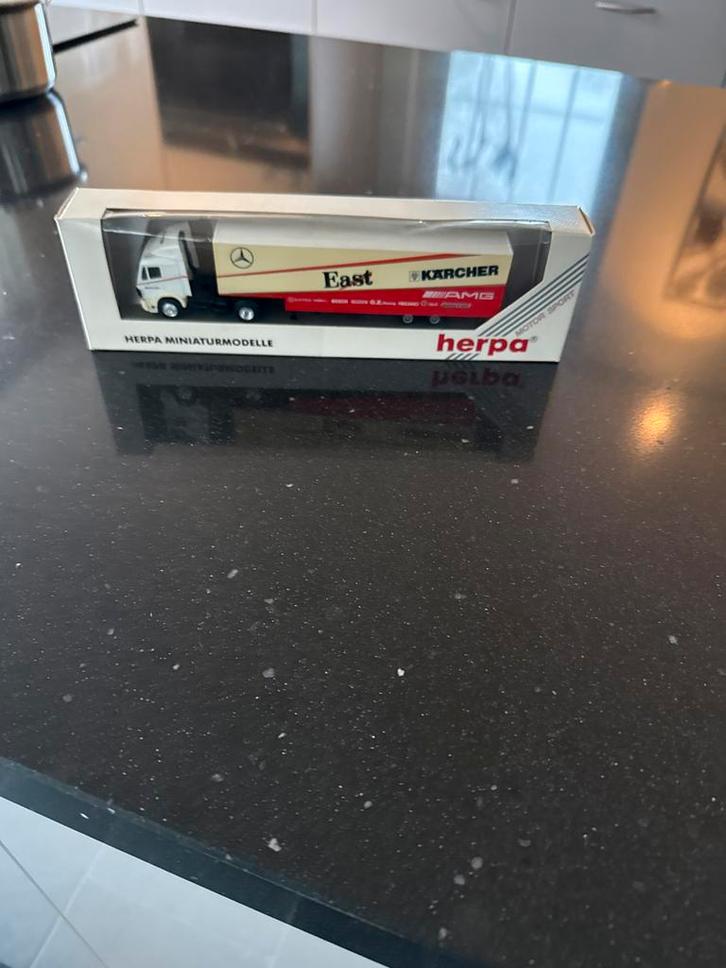 East
KÄRCHER
AMG
HERPA MINIATURMODELLE
herpa®
MOTOR SPORT